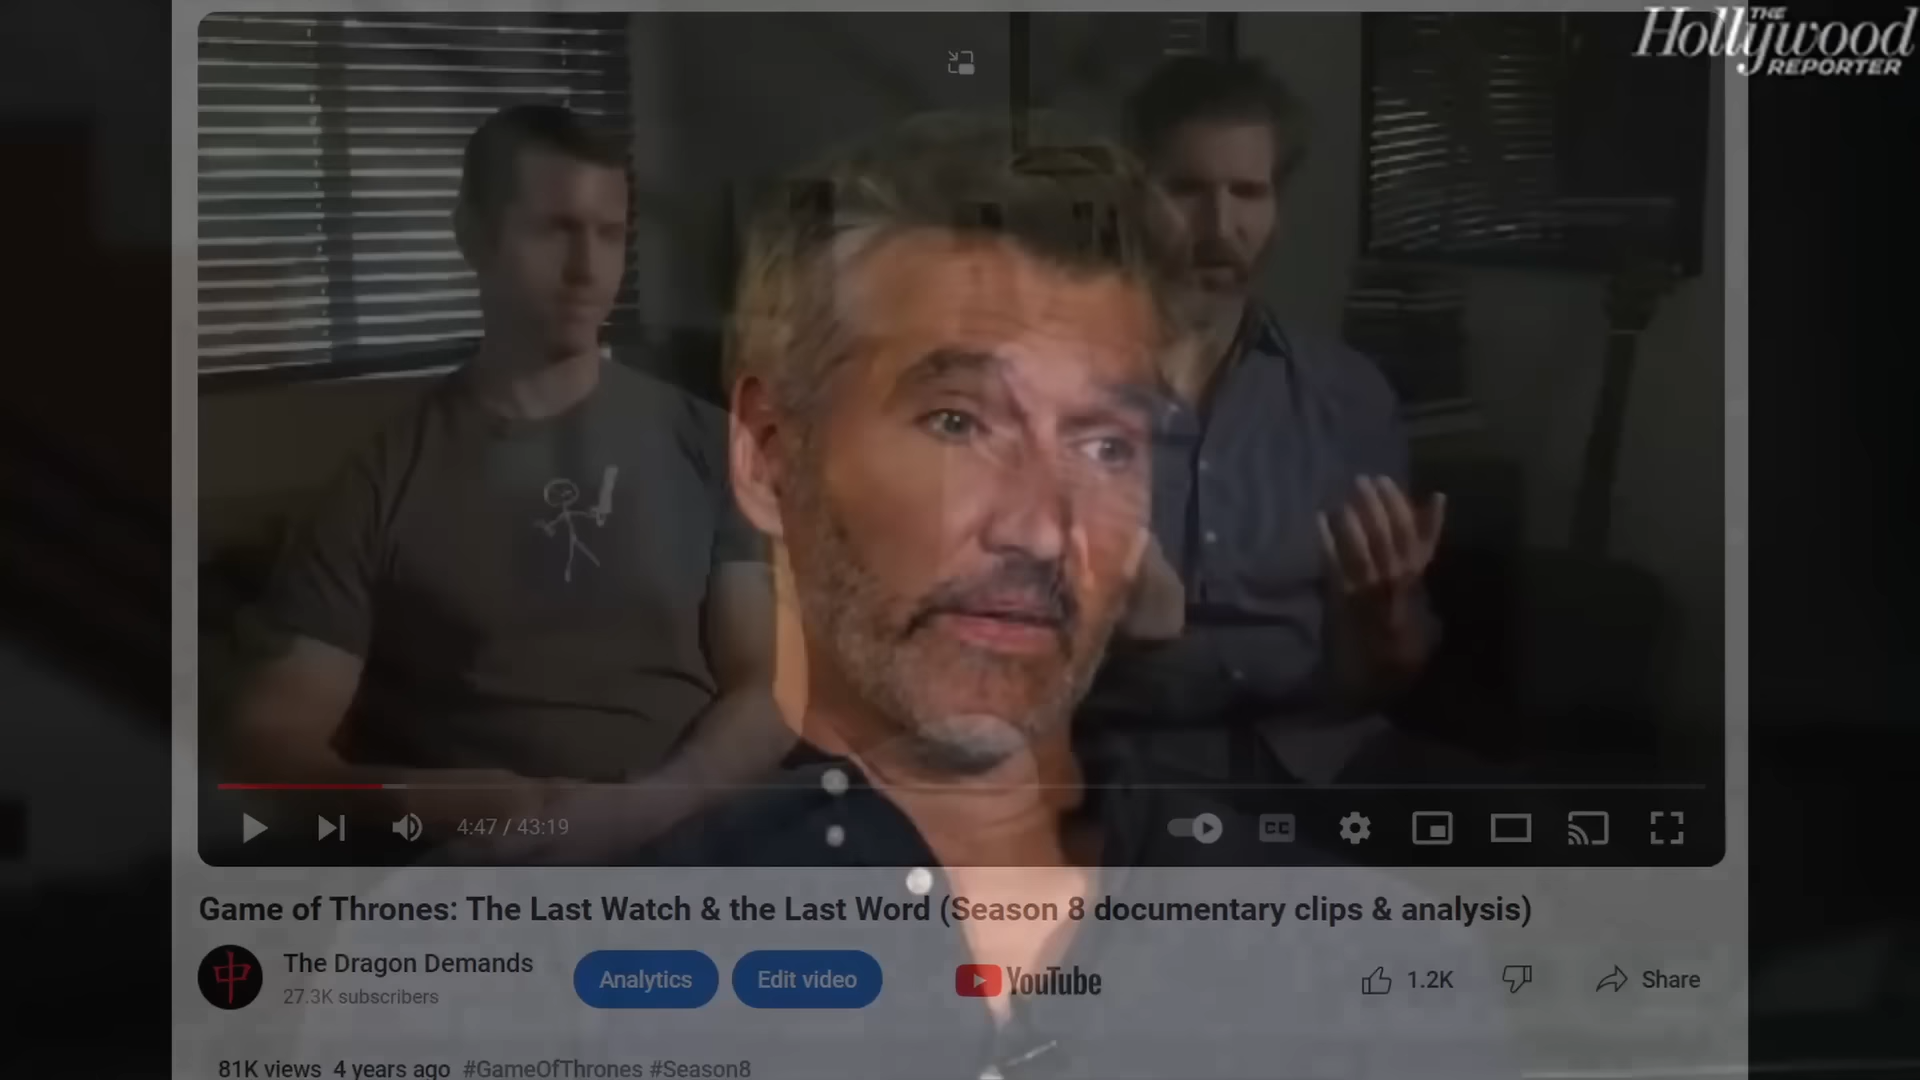 THE
Hollywood
REPORTER
4:47 / 43:19
CC
Game of Thrones: The Last Watch & the Last Word (Season 8 documentary clips & analysis)
The Dragon Demands
27.3K subscribers
中
Analytics
Edit video
YouTube
1.2K
Share
81K views 4 years ago #GameOfThrones #Season8